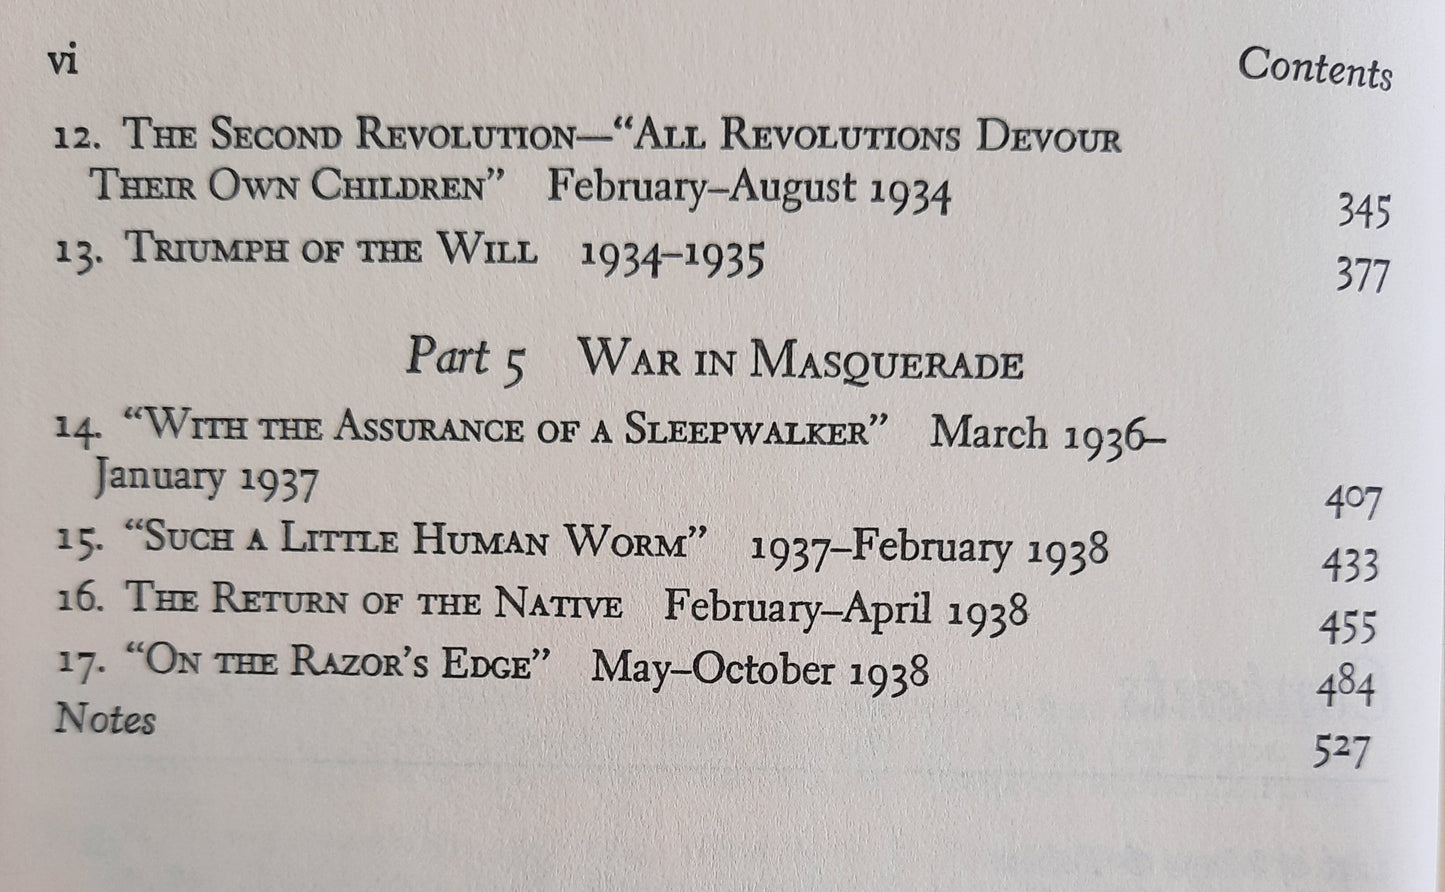 vi Contents
12. The Second Revolution—“All Revolutions Devour
Their Own Children” February–August 1934 345
13. Triumph of the Will 1934–1935 377
Part 5 War in Masquerade
14. “With the Assurance of a Sleepwalker” March 1936–
January 1937 407
15. “Such a Little Human Worm” 1937–February 1938 433
16. The Return of the Native February–April 1938 455
17. “On the Razor’s Edge” May–October 1938 484
Notes 527